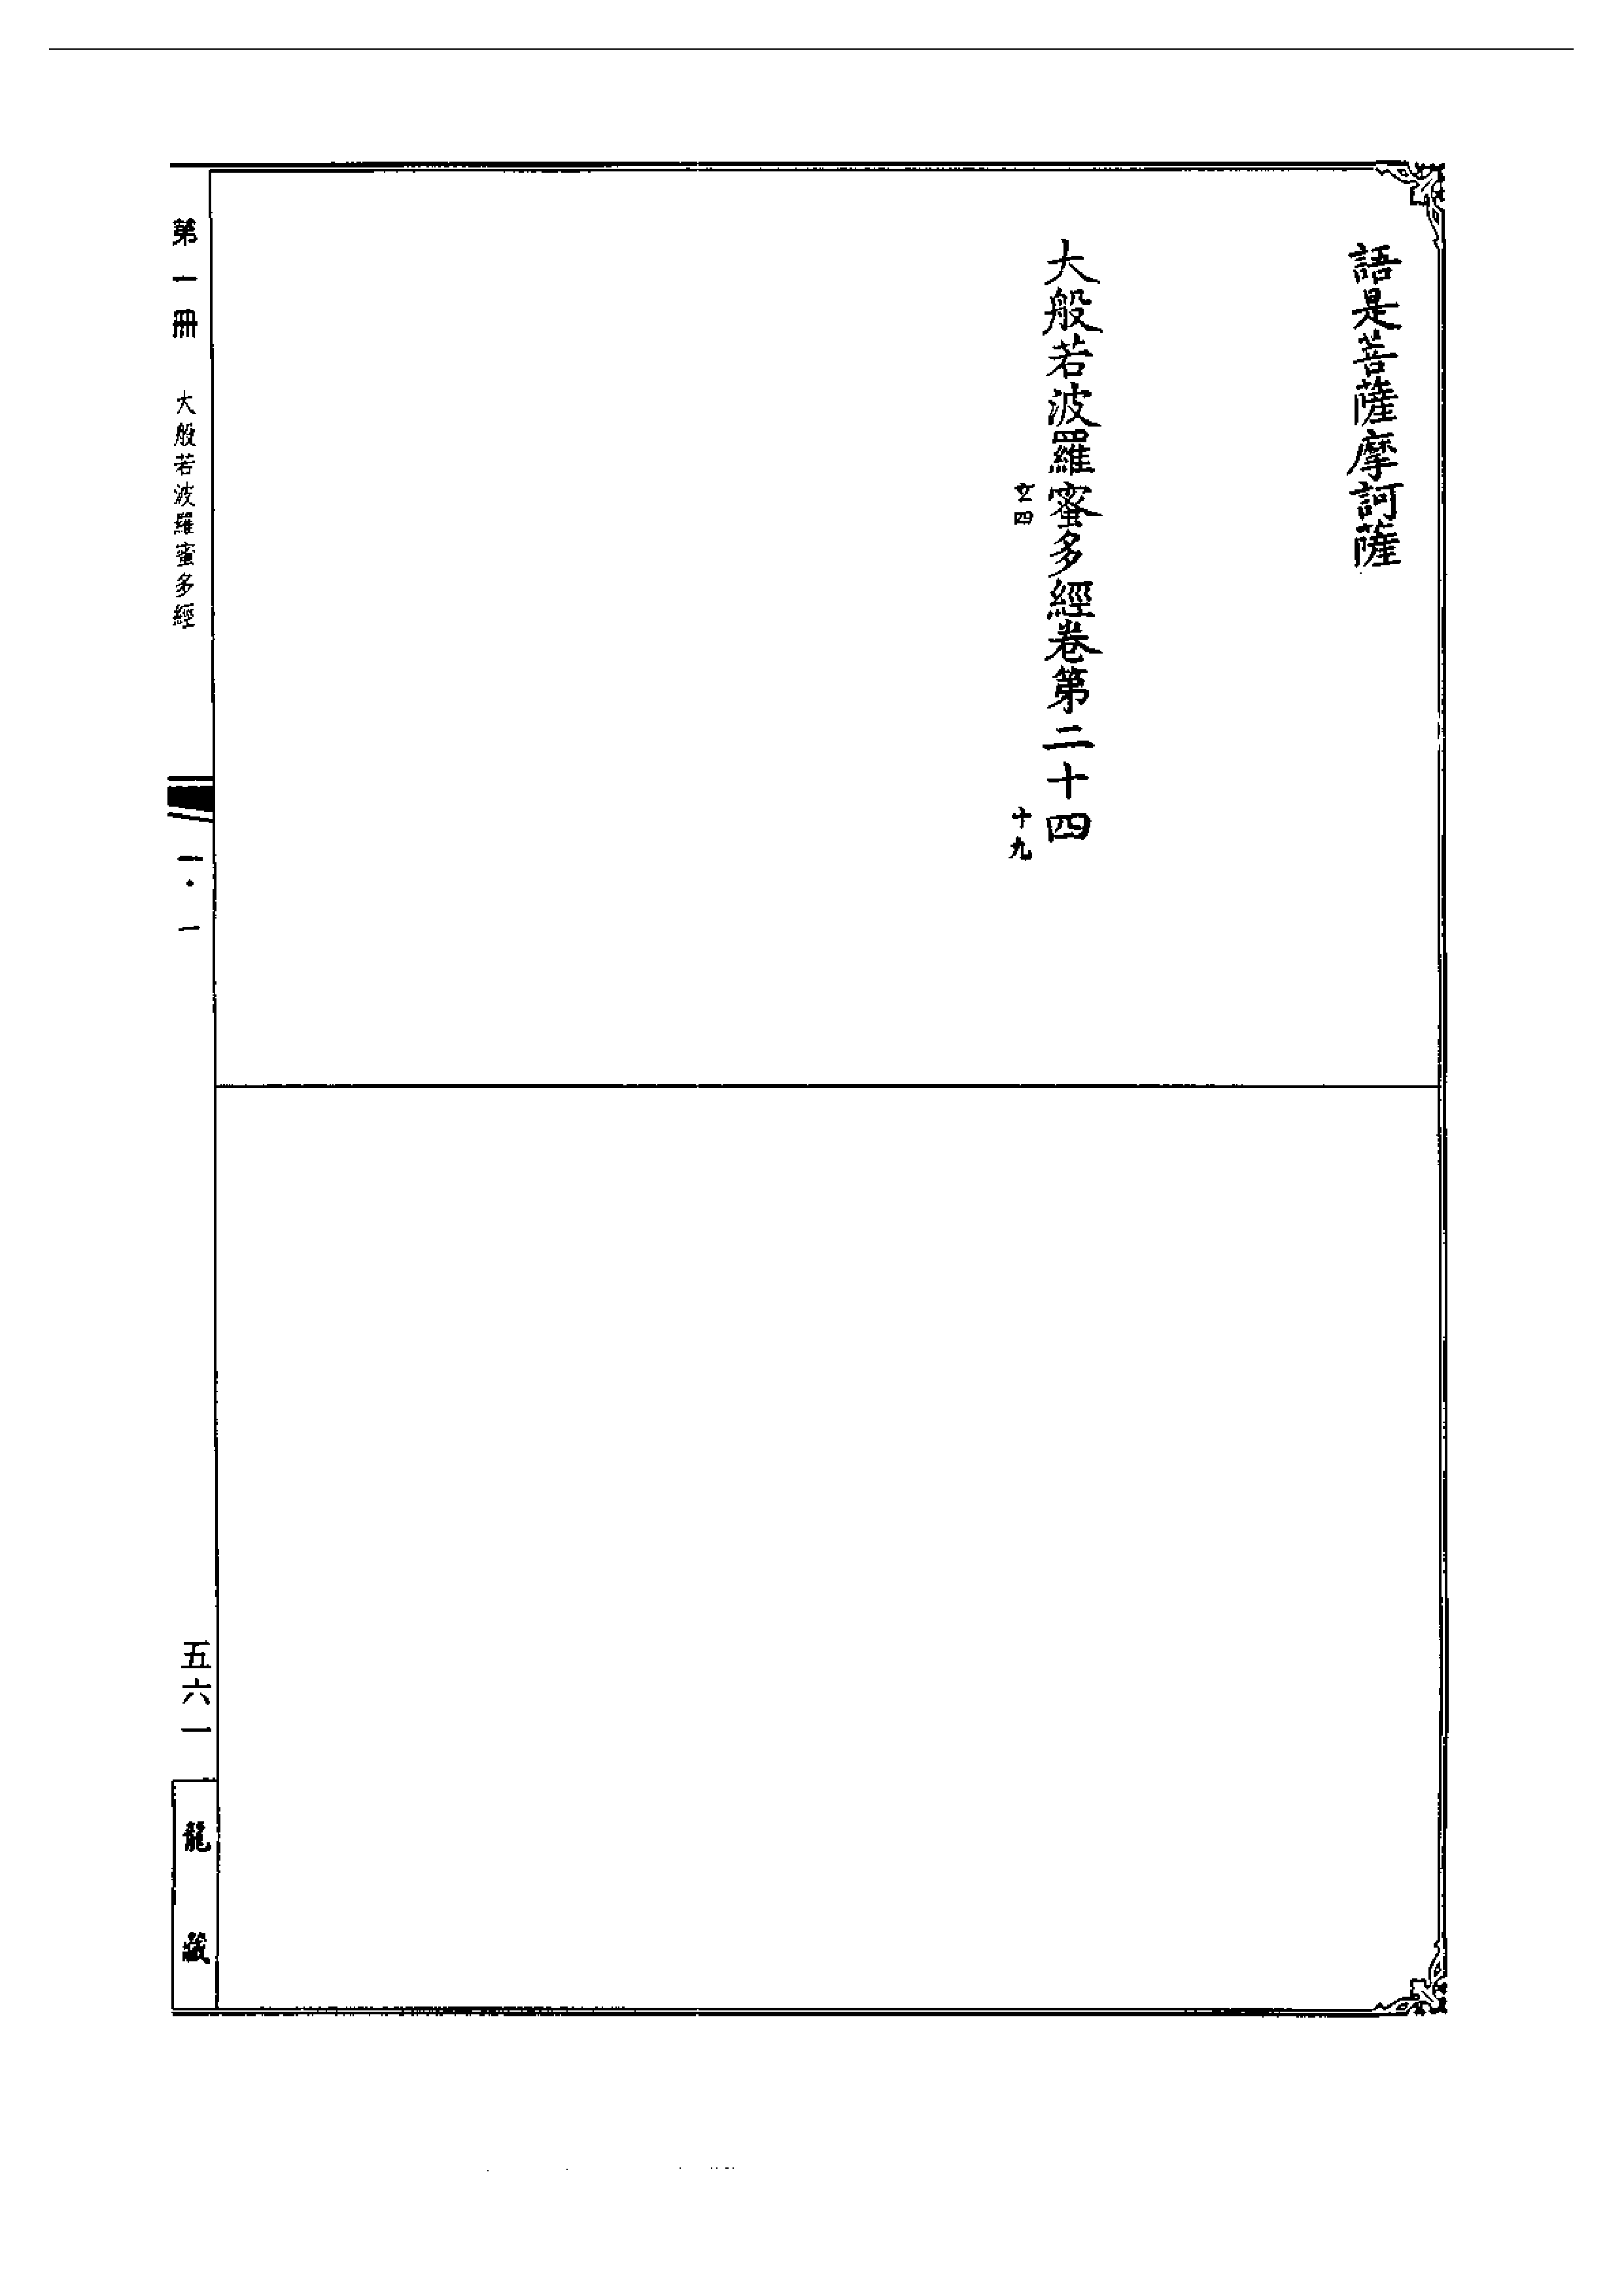 語是菩薩摩訶薩
大般若波羅蜜多經卷第二十四
玄四
十九
第一冊 大般若波羅蜜多經
一·一
五六一
龍藏